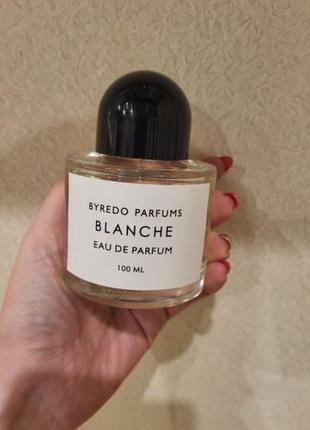 BYREDO PARFUMS
BLANCHE
EAU DE PARFUM
100 ML